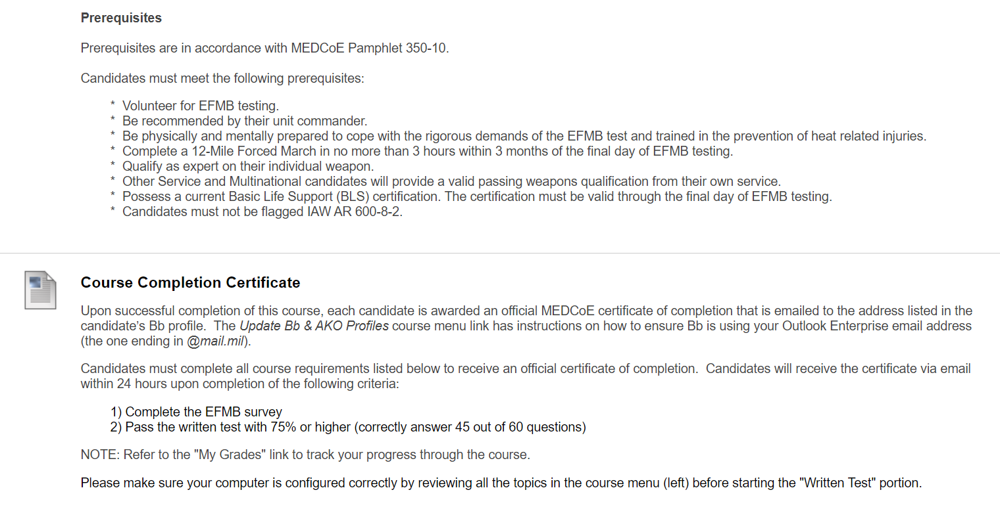 Prerequisites
Prerequisites are in accordance with MEDCoE Pamphlet 350-10.
Candidates must meet the following prerequisites:
* Volunteer for EFMB testing.
* Be recommended by their unit commander.
* Be physically and mentally prepared to cope with the rigorous demands of the EFMB test and trained in the prevention of heat related injuries.
* Complete a 12-Mile Forced March in no more than 3 hours within 3 months of the final day of EFMB testing.
* Qualify as expert on their individual weapon.
* Other Service and Multinational candidates will provide a valid passing weapons qualification from their own service.
* Possess a current Basic Life Support (BLS) certification. The certification must be valid through the final day of EFMB testing.
* Candidates must not be flagged IAW AR 600-8-2.
Course Completion Certificate
Upon successful completion of this course, each candidate is awarded an official MEDCoE certificate of completion that is emailed to the address listed in the
candidate's Bb profile. The Update Bb & AKO Profiles course menu link has instructions on how to ensure Bb is using your Outlook Enterprise email address
(the one ending in @mail.mil).
Candidates must complete all course requirements listed below to receive an official certificate of completion. Candidates will receive the certificate via email
within 24 hours upon completion of the following criteria:
1) Complete the EFMB survey
2) Pass the written test with 75% or higher (correctly answer 45 out of 60 questions)
NOTE: Refer to the "My Grades" link to track your progress through the course.
Please make sure your computer is configured correctly by reviewing all the topics in the course menu (left) before starting the "Written Test" portion.